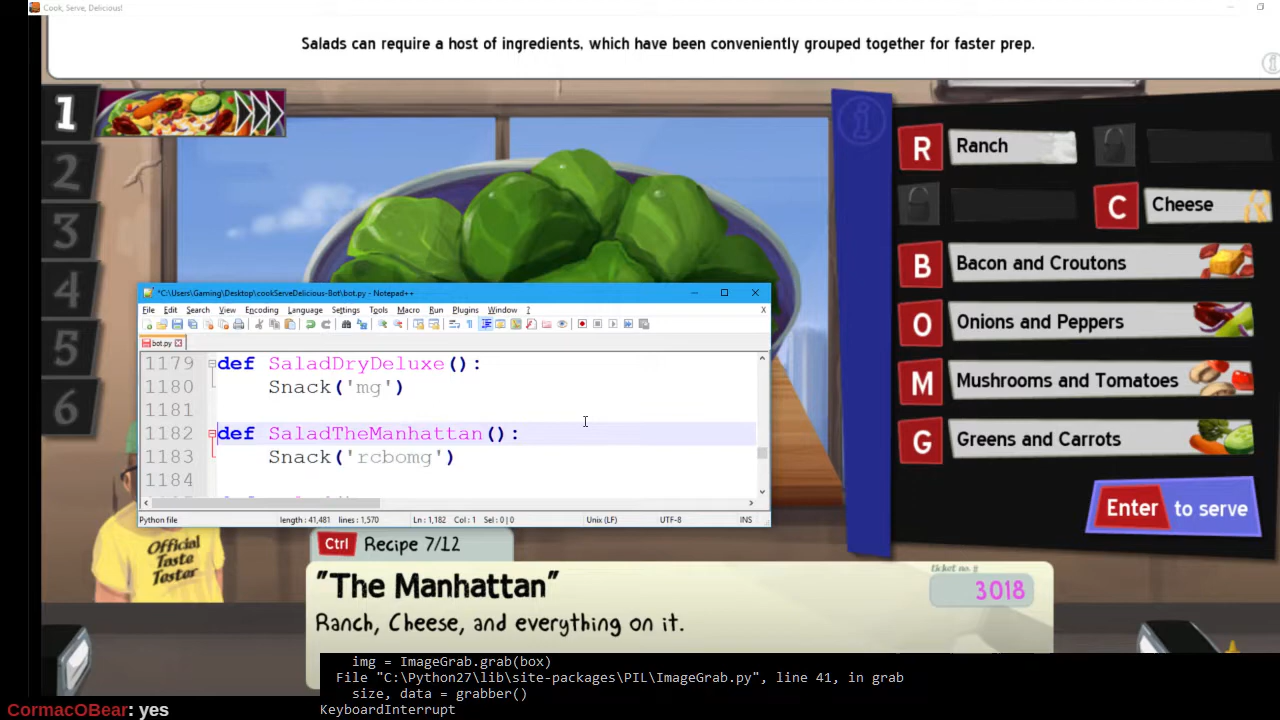 Cook, Serve, Delicious!
Salads can require a host of ingredients, which have been conveniently grouped together for faster prep.
1
2
3
4
5
6
R Ranch
C Cheese
B Bacon and Croutons
O Onions and Peppers
M Mushrooms and Tomatoes
G Greens and Carrots
Enter to serve
*C:\Users\Gaming\Desktop\cookServeDelicious-Bot\bot.py - Notepad++
File Edit Search View Encoding Language Settings Tools Macro Run Plugins Window ? X
bot.py
1179 def SaladDryDeluxe():
1180 Snack('mg')
1181
1182 def SaladTheManhattan():
1183 Snack('rcbomg')
1184
Python file length : 41,481 lines : 1,570 Ln : 1,182 Col : 1 Sel : 0 | 0 Unix (LF) UTF-8 INS
Official
Taste
Tester
Ctrl Recipe 7/12
"The Manhattan"
Ranch, Cheese, and everything on it.
3018
img = ImageGrab.grab(box)
File "C:\Python27\lib\site-packages\PIL\ImageGrab.py", line 41, in grab
size, data = grabber()
KeyboardInterrupt
CormacOBear: yes